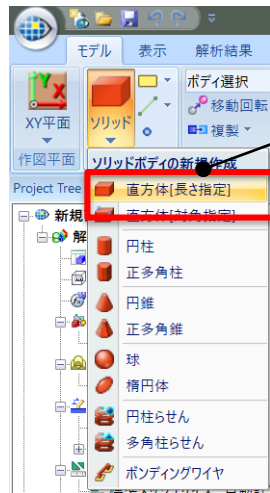 モデル 表示 解析結果
XY平面
ソリッド
ボディ選択
移動回転
複製
作図平面
ソリッドボディの新規作成
Project Tree
直方体[長さ指定]
新規
直方体[対角指定]
解
円柱
正多角柱
円錐
正多角錐
球
楕円体
円柱らせん
多角柱らせん
ボンディングワイヤ